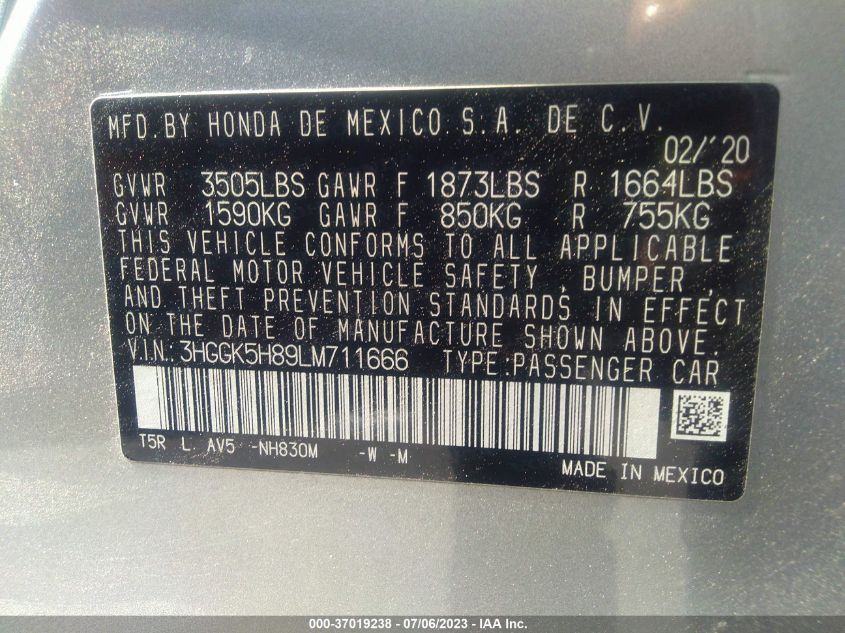 MFD. BY HONDA DE MEXICO S.A. DE C.V.
02/'20
GVWR 3505LBS GAWR F 1873LBS R 1664LBS
GVWR 1590KG GAWR F 850KG R 755KG
THIS VEHICLE CONFORMS TO ALL APPLICABLE
FEDERAL MOTOR VEHICLE SAFETY, BUMPER,
AND THEFT PREVENTION STANDARDS IN EFFECT
ON THE DATE OF MANUFACTURE SHOWN ABOVE.
V.I.N. 3HGGK5H89LM711666 TYPE:PASSENGER CAR
T5R L AV5 -NH830M -W -M
MADE IN MEXICO
000-37019238 - 07/06/2023 - IAA Inc.